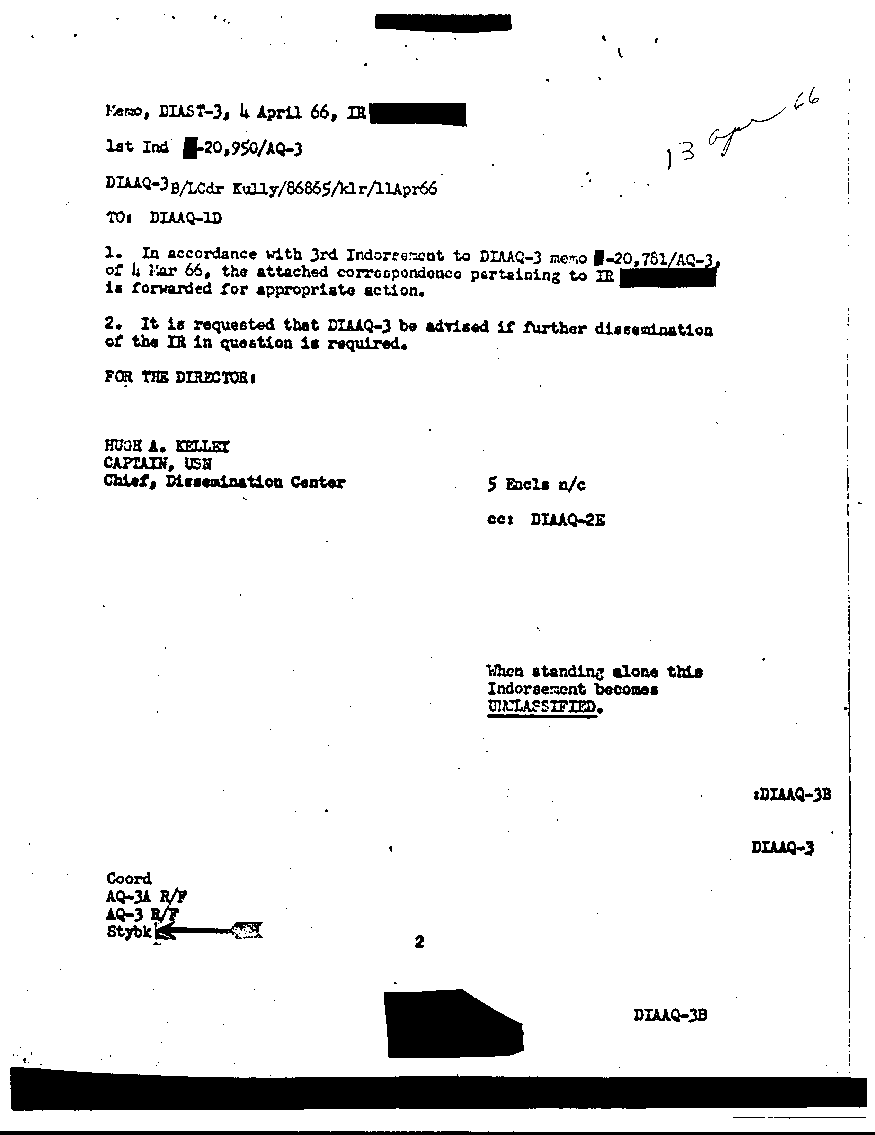 Memo, DIAST-3, 4 April 66, IR
13 Apr 66
1st Ind -20,950/AQ-3
DIAAQ-3B/LCdr Kully/86865/klr/11Apr66
TO: DIAAQ-1D
1. In accordance with 3rd Indorsement to DIAAQ-3 memo -20,781/AQ-3,
of 4 Mar 66, the attached correspondence pertaining to IR
is forwarded for appropriate action.
2. It is requested that DIAAQ-3 be advised if further dissemination
of the IR in question is required.
FOR THE DIRECTOR:
HUGH A. KELLEY
CAPTAIN, USN
Chief, Dissemination Center
5 Encls n/c
cc: DIAAQ-2E
When standing alone this
Indorsement becomes
UNCLASSIFIED.
:DIAAQ-3B
DIAAQ-3
Coord
AQ-3A R/F
AQ-3 R/F
Stybk
2
DIAAQ-3B